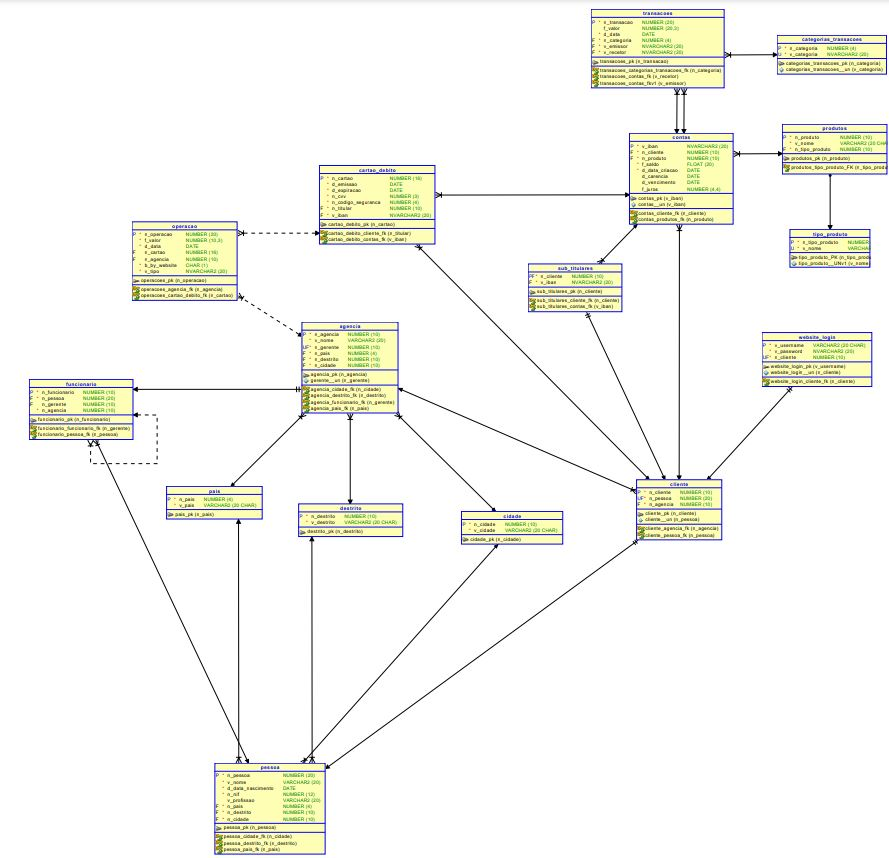 transacoes
P * n_transacao NUMBER (20)
f_valor NUMBER (20,3)
* d_data DATE
F * n_categoria NUMBER (4)
F * v_emissor NVARCHAR2 (20)
F * v_recetor NVARCHAR2 (20)
transacoes_pk (n_transacao)
transacoes_categorias_transacoes_fk (n_categoria)
transacoes_contas_fk (v_recetor)
transacoes_contas_fkv1 (v_emissor)
categorias_transacoes
P * n_categoria NUMBER (4)
U * v_categoria NVARCHAR2 (20)
categorias_transacoes_pk (n_categoria)
categorias_transacoes__un (v_categoria)
contas
P * v_iban NVARCHAR2 (20)
F * n_cliente NUMBER (10)
F * n_produto NUMBER (10)
* f_saldo FLOAT (20)
* d_data_criacao DATE
d_carencia DATE
d_vencimento DATE
f_juros NUMBER (4,4)
contas_pk (v_iban)
contas__un (v_iban)
contas_cliente_fk (n_cliente)
contas_produtos_fk (n_produto)
produtos
P * n_produto NUMBER (10)
* v_nome VARCHAR2 (20 CHA
F * n_tipo_produto NUMBER (10)
produtos_pk (n_produto)
produtos_tipo_produto_FK (n_tipo_produ
tipo_produto
P * n_tipo_produto NUMBER
U * v_nome VARCHA
tipo_produto_PK (n_tipo_prod
tipo_produto__UNv1 (v_nome
cartao_debito
P * n_cartao NUMBER (16)
* d_emissao DATE
* d_expiracao DATE
* n_cvv NUMBER (3)
* n_codigo_seguranca NUMBER (4)
F * n_titular NUMBER (10)
F * v_iban NVARCHAR2 (20)
cartao_debito_pk (n_cartao)
cartao_debito_cliente_fk (n_titular)
cartao_debito_contas_fk (v_iban)
operacao
P * n_operacao NUMBER (20)
* f_valor NUMBER (10,3)
* d_data DATE
F n_cartao NUMBER (16)
F n_agencia NUMBER (10)
* b_by_website CHAR (1)
* v_tipo NVARCHAR2 (20)
operacoes_pk (n_operacao)
operacoes_agencia_fk (n_agencia)
operacoes_cartao_debito_fk (n_cartao)
sub_titulares
PF* n_cliente NUMBER (10)
F * v_iban NVARCHAR2 (20)
sub_titulares_pk (n_cliente)
sub_titulares_cliente_fk (n_cliente)
sub_titulares_contas_fk (v_iban)
agencia
P * n_agencia NUMBER (10)
* v_nome VARCHAR2 (20)
UF* n_gerente NUMBER (10)
F * n_pais NUMBER (4)
F * n_destrito NUMBER (10)
F * n_cidade NUMBER (10)
agencia_pk (n_agencia)
gerente__un (n_gerente)
agencia_cidade_fk (n_cidade)
agencia_destrito_fk (n_destrito)
agencia_funcionario_fk (n_gerente)
agencia_pais_fk (n_pais)
website_login
P * v_username VARCHAR2 (20 CHAR)
* v_password NVARCHAR2 (20)
UF* n_cliente NUMBER (10)
website_login_pk (v_username)
website_login__un (n_cliente)
website_login_cliente_fk (n_cliente)
funcionario
P * n_funcionario NUMBER (10)
F * n_pessoa NUMBER (20)
F n_gerente NUMBER (10)
* n_agencia NUMBER (10)
funcionario_pk (n_funcionario)
funcionario_funcionario_fk (n_gerente)
funcionario_pessoa_fk (n_pessoa)
pais
P * n_pais NUMBER (4)
* v_pais VARCHAR2 (20 CHAR)
pais_pk (n_pais)
destrito
P * n_destrito NUMBER (10)
* v_destrito VARCHAR2 (20 CHAR)
destrito_pk (n_destrito)
cidade
P * n_cidade NUMBER (10)
* v_cidade VARCHAR2 (20 CHAR)
cidade_pk (n_cidade)
cliente
P * n_cliente NUMBER (10)
UF* n_pessoa NUMBER (20)
F * n_agencia NUMBER (10)
cliente_pk (n_cliente)
cliente__un (n_pessoa)
cliente_agencia_fk (n_agencia)
cliente_pessoa_fk (n_pessoa)
pessoa
P * n_pessoa NUMBER (20)
* v_nome VARCHAR2 (20)
* d_data_nascimento DATE
* n_nif NUMBER (12)
v_profissao VARCHAR2 (20)
F * n_pais NUMBER (4)
F * n_destrito NUMBER (10)
F * n_cidade NUMBER (10)
pessoa_pk (n_pessoa)
pessoa_cidade_fk (n_cidade)
pessoa_destrito_fk (n_destrito)
pessoa_pais_fk (n_pais)